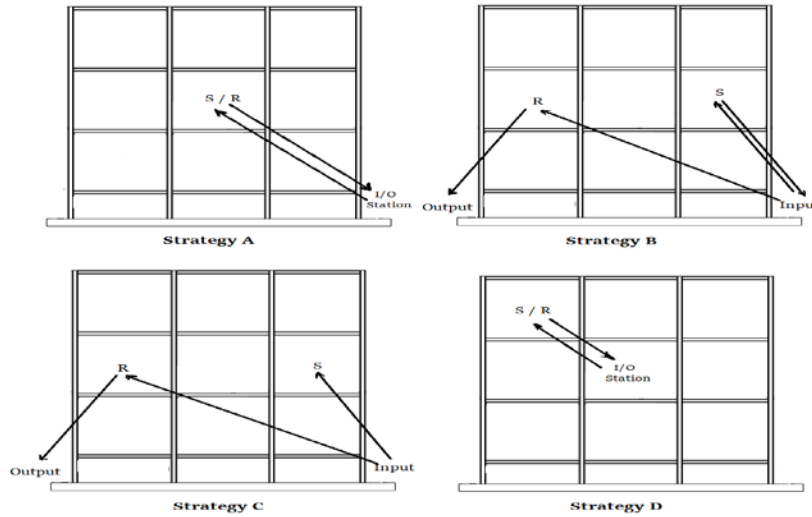 S / R
I/O
Station
Strategy A
R
S
Output
Input
Strategy B
R
S
Output
Input
Strategy C
S / R
I/O
Station
Strategy D